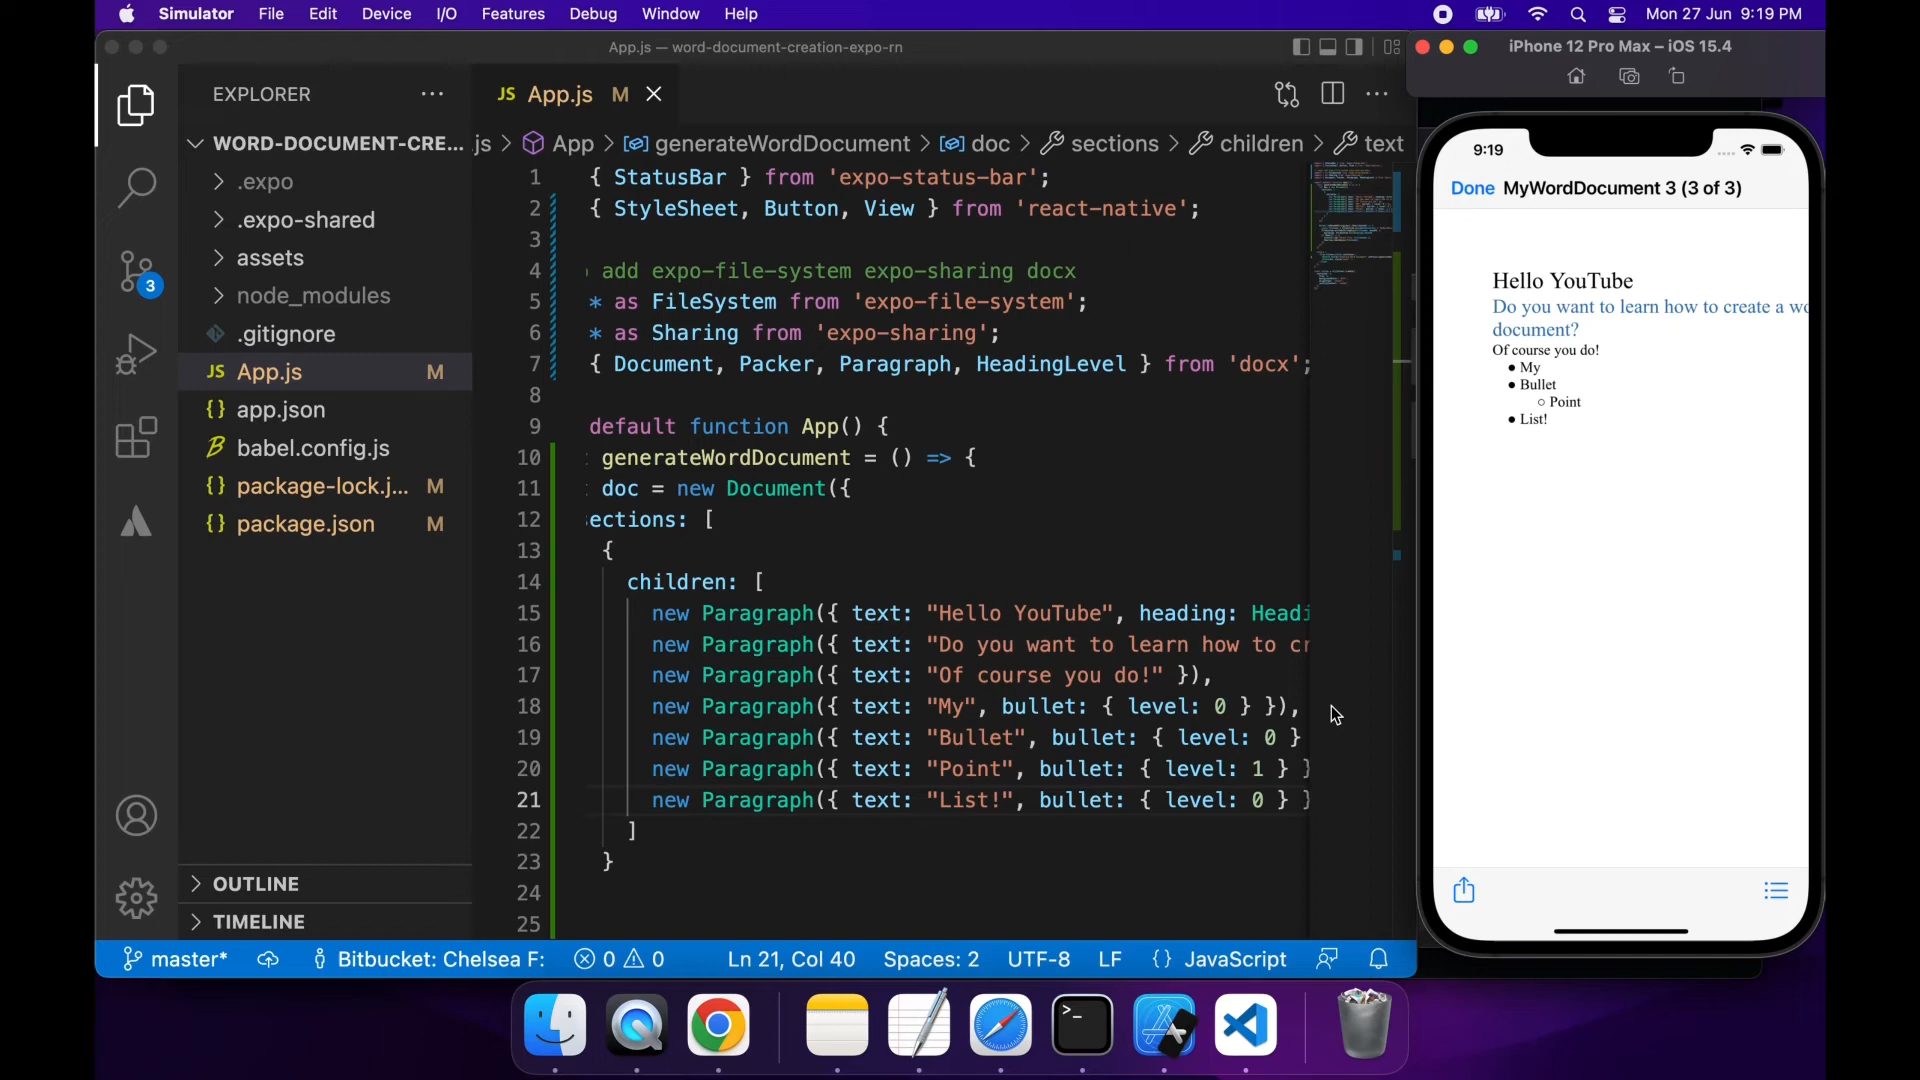 Simulator File Edit Device I/O Features Debug Window Help
Mon 27 Jun 9:19 PM
App.js — word-document-creation-expo-rn
iPhone 12 Pro Max – iOS 15.4
EXPLORER
JS App.js M
WORD-DOCUMENT-CRE...
.js > App > generateWordDocument > doc > sections > children > text
.expo
.expo-shared
assets
node_modules
.gitignore
JS App.js M
{} app.json
babel.config.js
{} package-lock.j... M
{} package.json M
3
OUTLINE
TIMELINE
1 { StatusBar } from 'expo-status-bar';
2 { StyleSheet, Button, View } from 'react-native';
3
4 add expo-file-system expo-sharing docx
5 * as FileSystem from 'expo-file-system';
6 * as Sharing from 'expo-sharing';
7 { Document, Packer, Paragraph, HeadingLevel } from 'docx';
8
9 default function App() {
10 generateWordDocument = () => {
11 doc = new Document({
12 ections: [
13 {
14 children: [
15 new Paragraph({ text: "Hello YouTube", heading: Headi
16 new Paragraph({ text: "Do you want to learn how to cr
17 new Paragraph({ text: "Of course you do!" }),
18 new Paragraph({ text: "My", bullet: { level: 0 } }),
19 new Paragraph({ text: "Bullet", bullet: { level: 0 }
20 new Paragraph({ text: "Point", bullet: { level: 1 } }
21 new Paragraph({ text: "List!", bullet: { level: 0 } }
22 ]
23 }
24
25
9:19
Done MyWordDocument 3 (3 of 3)
Hello YouTube
Do you want to learn how to create a wo
document?
Of course you do!
● My
● Bullet
○ Point
● List!
master* Bitbucket: Chelsea F: 0 0 Ln 21, Col 40 Spaces: 2 UTF-8 LF {} JavaScript